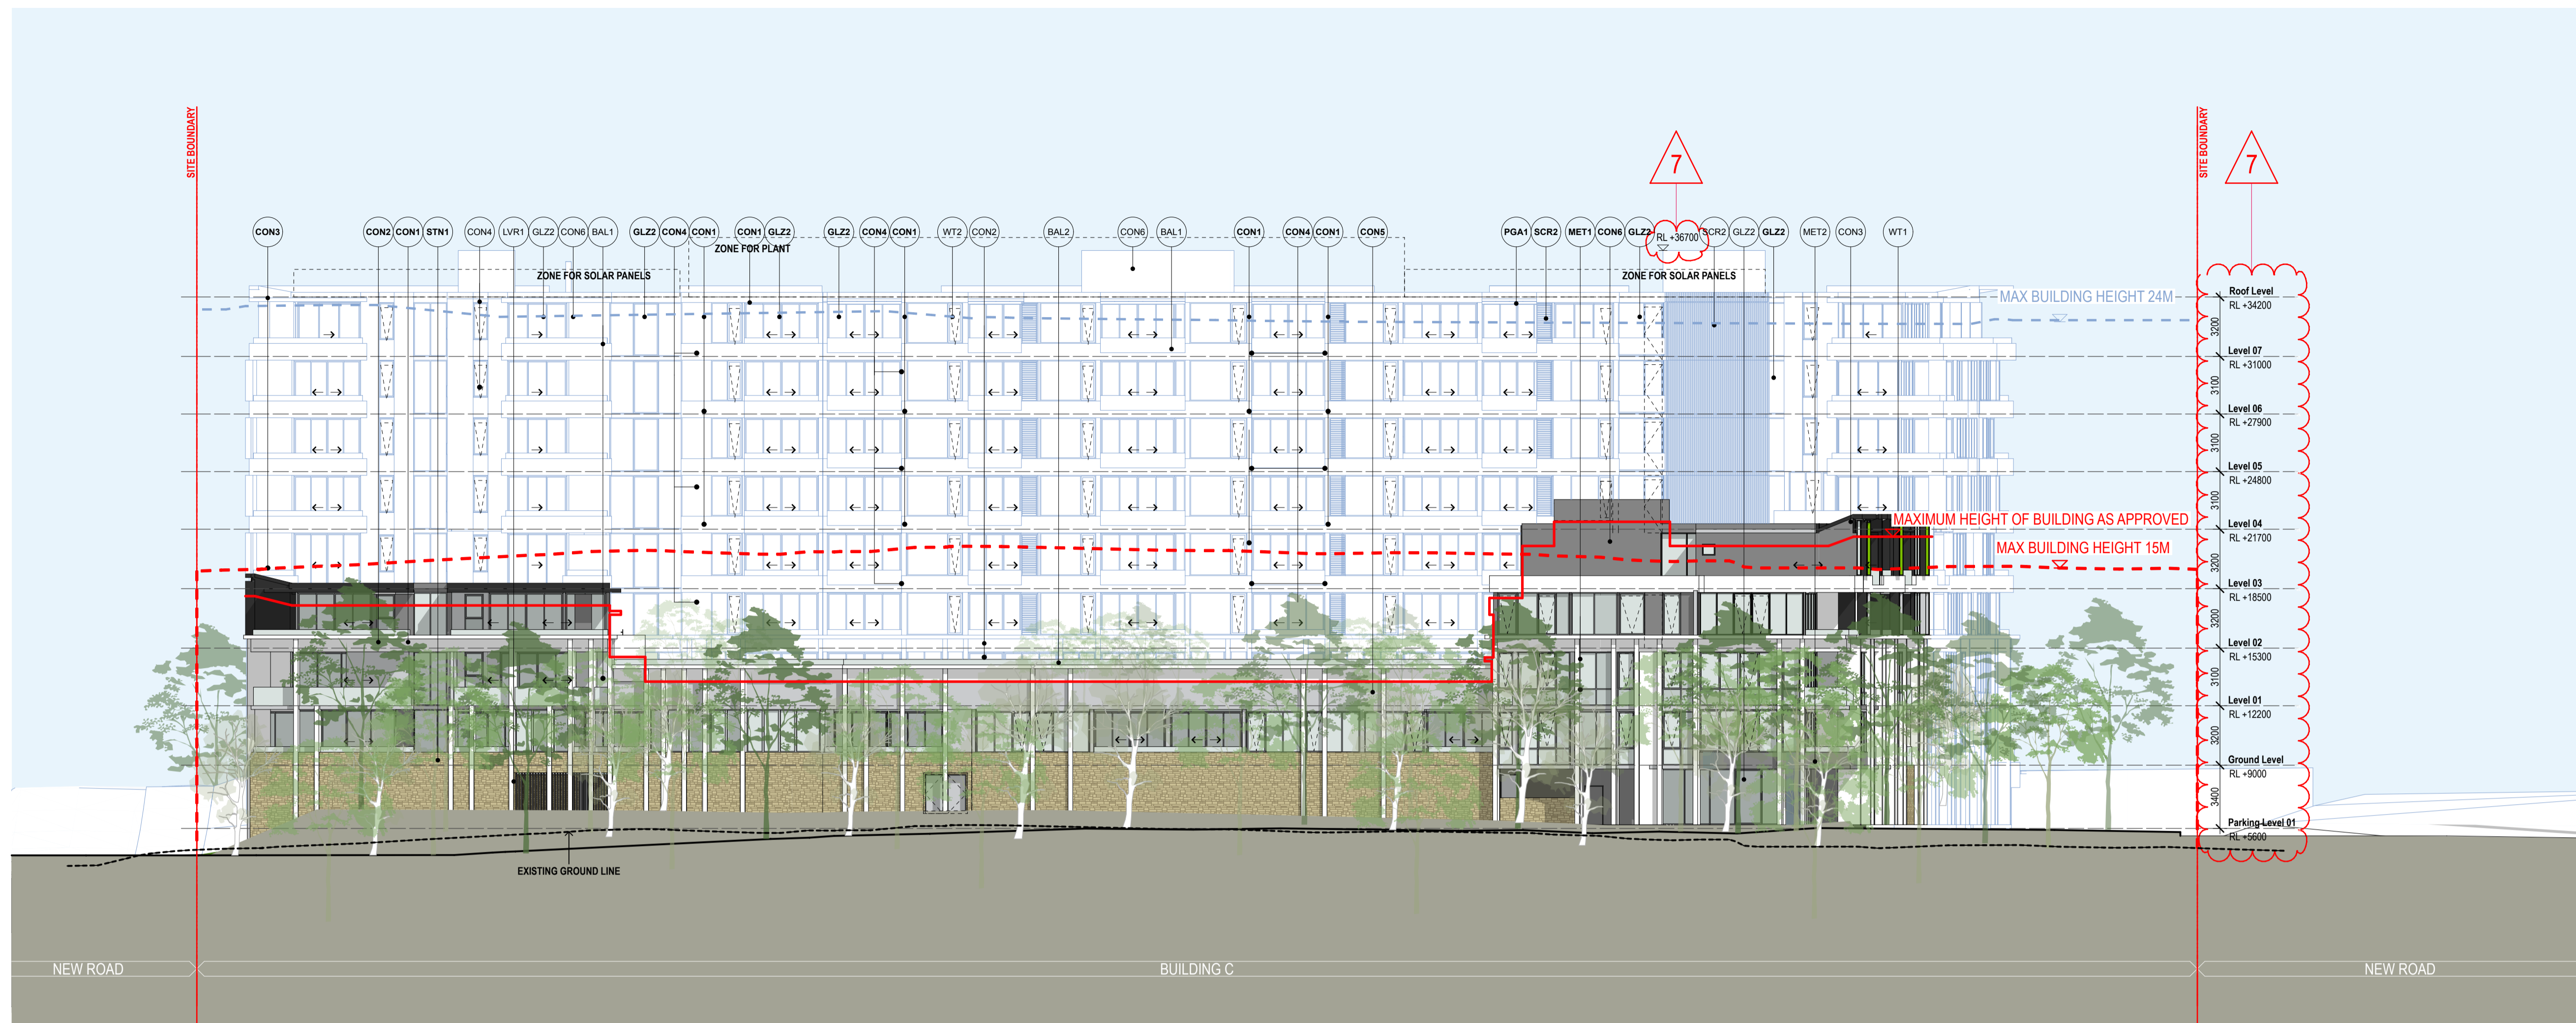 SITE BOUNDARY
SITE BOUNDARY
7
7
CON3
CON2
CON1
STN1
CON4
LVR1
GLZ2
CON6
BAL1
GLZ2
CON4
CON1
CON1
GLZ2
GLZ2
CON4
CON1
WT2
CON2
BAL2
CON6
BAL1
CON1
CON4
CON1
CON5
PGA1
SCR2
MET1
CON6
GLZ2
RL +36700
SCR2
GLZ2
GLZ2
MET2
CON3
WT1
ZONE FOR PLANT
ZONE FOR SOLAR PANELS
ZONE FOR SOLAR PANELS
MAX BUILDING HEIGHT 24M
Roof Level
RL +34200
3200
Level 07
RL +31000
3100
Level 06
RL +27900
3100
Level 05
RL +24800
3100
Level 04
RL +21700
MAXIMUM HEIGHT OF BUILDING AS APPROVED
MAX BUILDING HEIGHT 15M
3200
Level 03
RL +18500
3200
Level 02
RL +15300
3100
Level 01
RL +12200
3200
Ground Level
RL +9000
3400
Parking Level 01
RL +5600
EXISTING GROUND LINE
NEW ROAD
BUILDING C
NEW ROAD